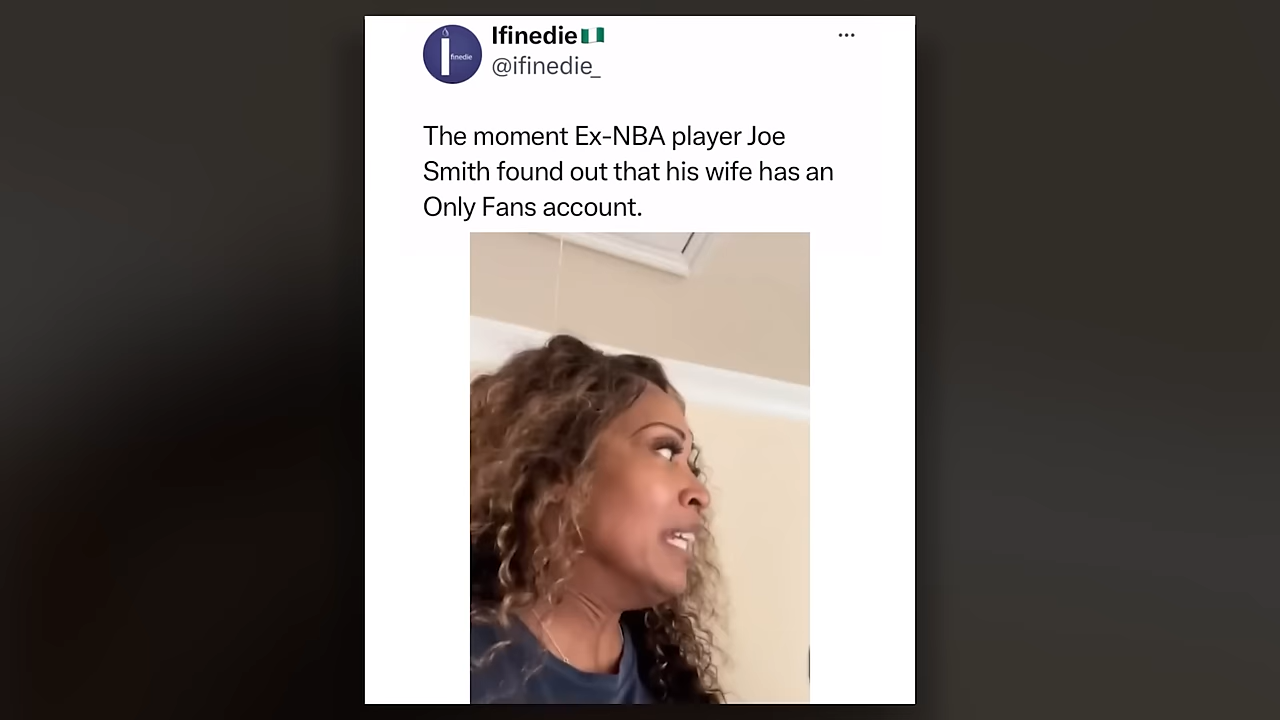 Ifinedie🇳🇬
finedie
@ifinedie_
The moment Ex-NBA player Joe
Smith found out that his wife has an
Only Fans account.